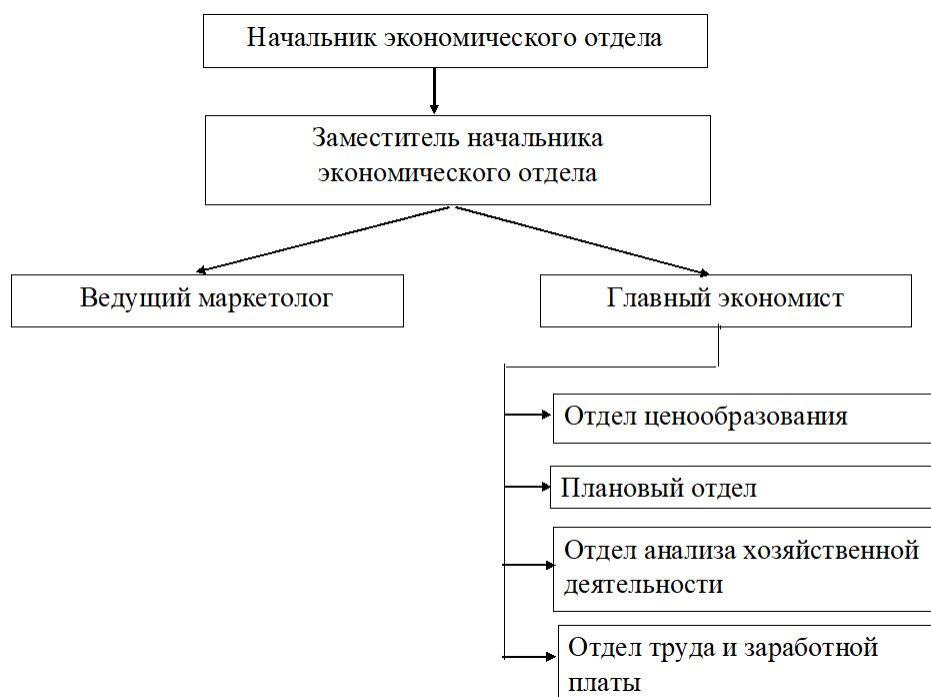 Начальник экономического отдела
Заместитель начальника
экономического отдела
Ведущий маркетолог
Главный экономист
Отдел ценообразования
Плановый отдел
Отдел анализа хозяйственной
деятельности
Отдел труда и заработной
платы